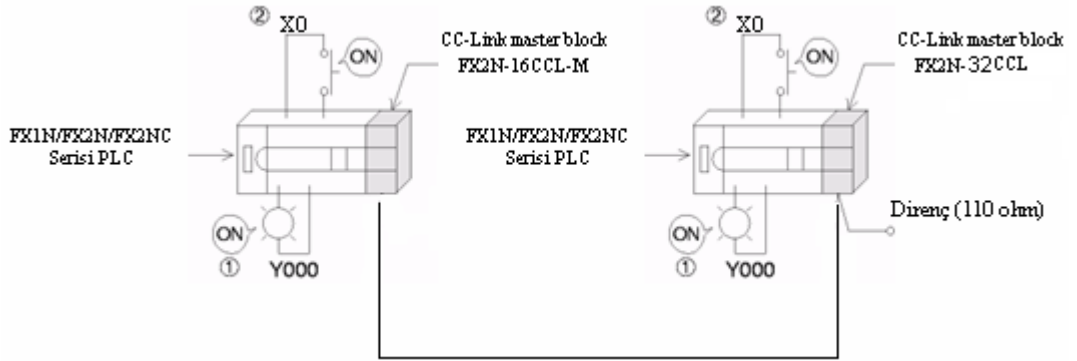 ② X0
ON
CC-Link master block
FX2N-16CCL-M
FX1N/FX2N/FX2NC
Serisi PLC
ON
①
Y000
② X0
ON
CC-Link master block
FX2N-32CCL
FX1N/FX2N/FX2NC
Serisi PLC
Direnç (110 ohm)
ON
①
Y000